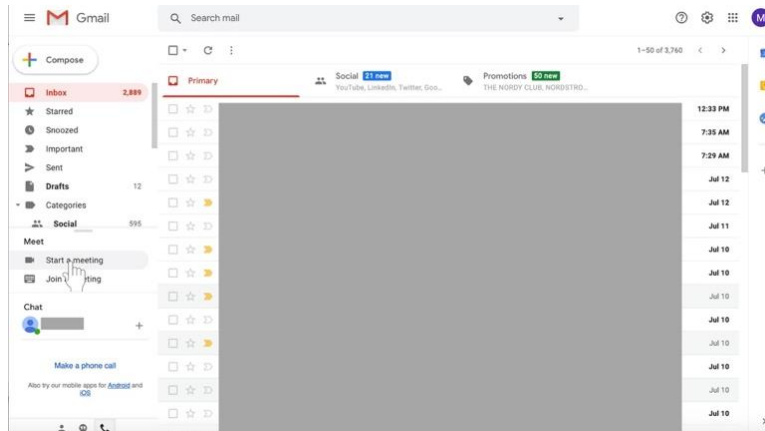 Gmail
Search mail
M
Compose
1–50 of 3,760
Inbox 2,889
Primary
Social 21 new
YouTube, LinkedIn, Twitter, Goo...
Promotions 50 new
THE NORDY CLUB, NORDSTRO...
Starred
Snoozed
Important
Sent
Drafts 12
Categories
Social 595
Meet
Start a meeting
Join meeting
Chat
Make a phone call
Also try our mobile apps for Android and
iOS
12:33 PM
7:35 AM
7:29 AM
Jul 12
Jul 12
Jul 11
Jul 10
Jul 10
Jul 10
Jul 10
Jul 10
Jul 10
Jul 10
Jul 10